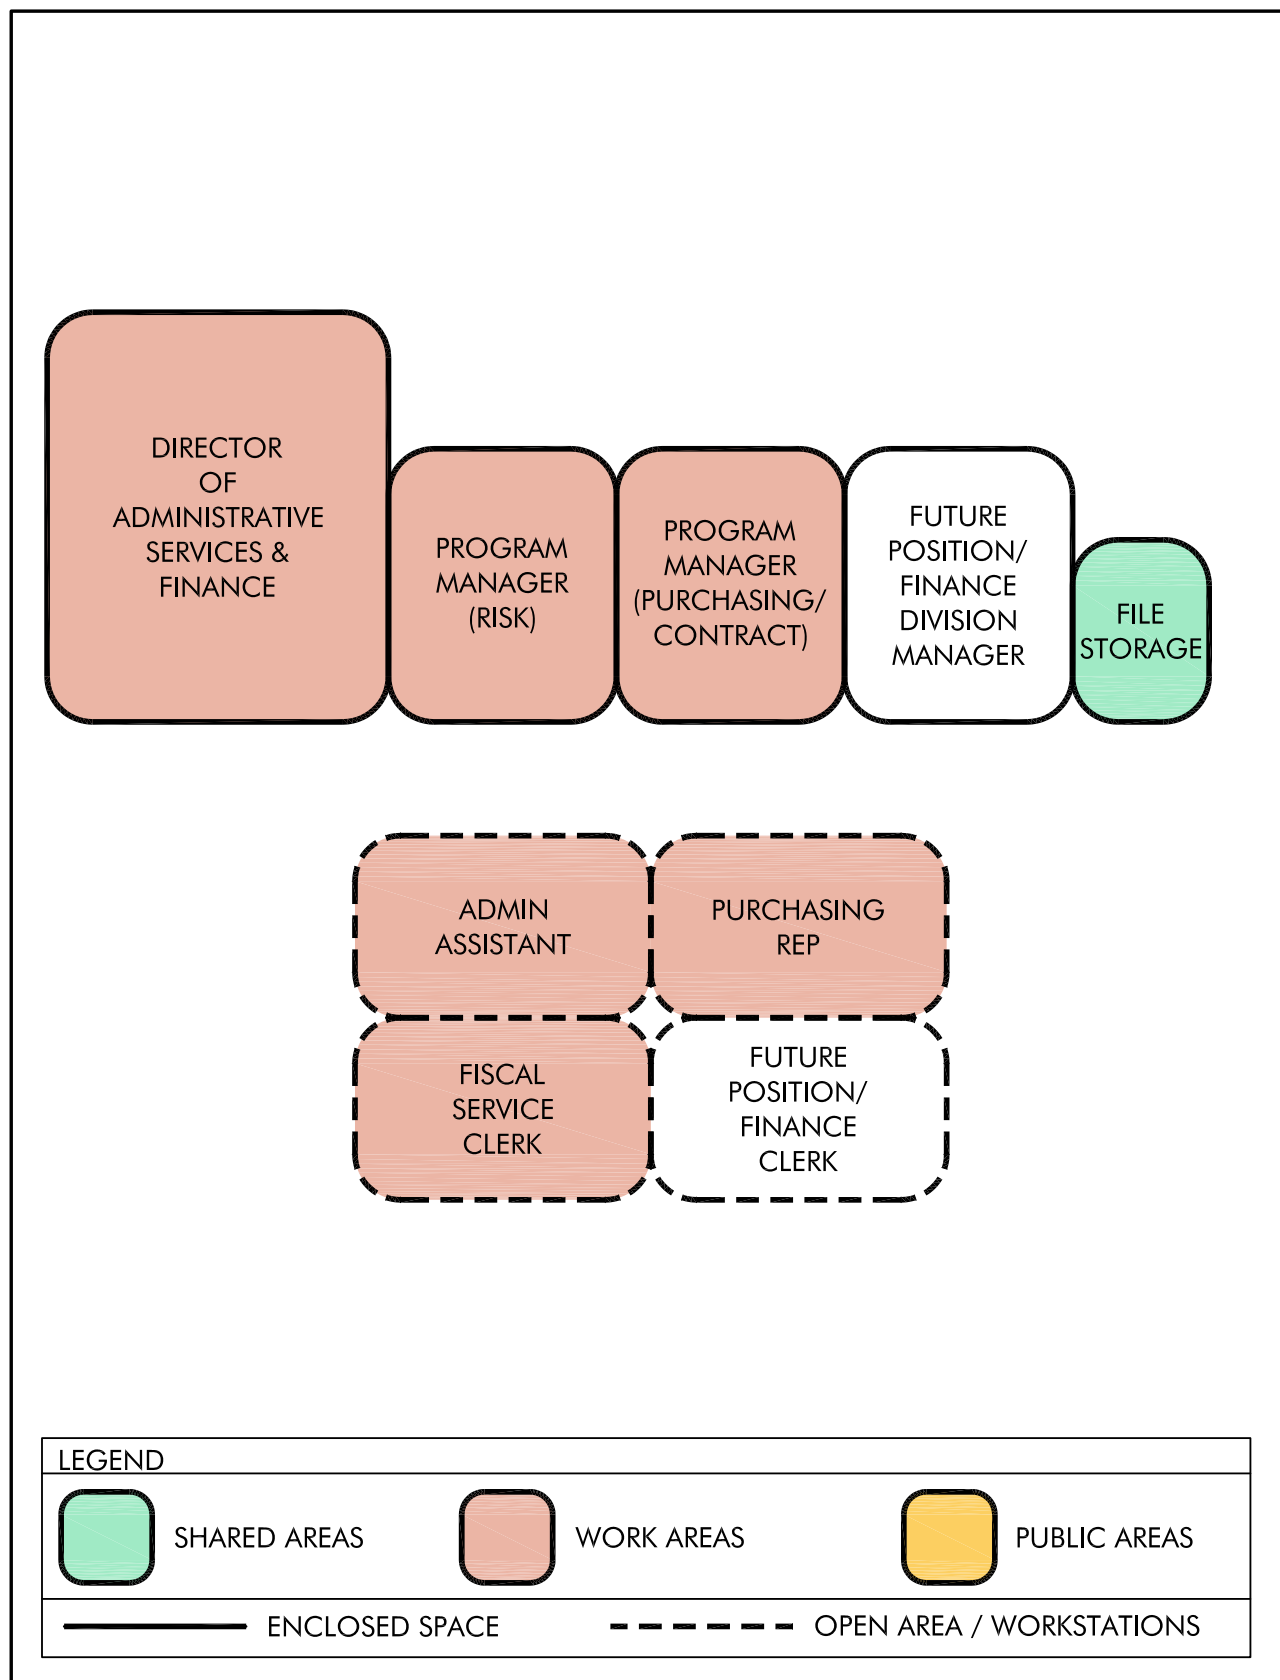 DIRECTOR
OF
ADMINISTRATIVE
SERVICES &
FINANCE
PROGRAM
MANAGER
(RISK)
PROGRAM
MANAGER
(PURCHASING/
CONTRACT)
FUTURE
POSITION/
FINANCE
DIVISION
MANAGER
FILE
STORAGE
ADMIN
ASSISTANT
PURCHASING
REP
FISCAL
SERVICE
CLERK
FUTURE
POSITION/
FINANCE
CLERK
LEGEND
SHARED AREAS
WORK AREAS
PUBLIC AREAS
ENCLOSED SPACE
OPEN AREA / WORKSTATIONS